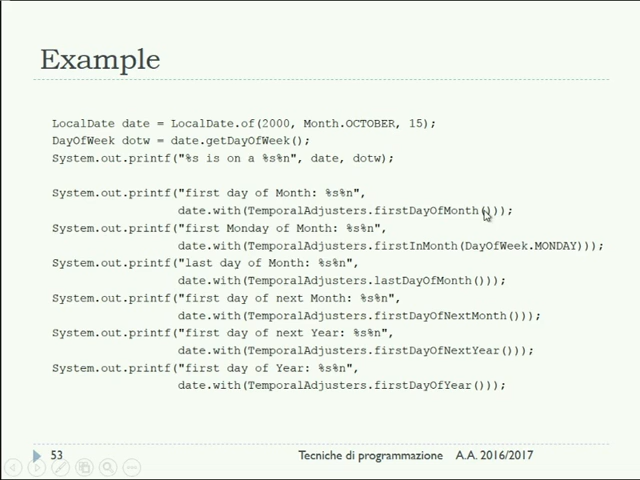 Example
LocalDate date = LocalDate.of(2000, Month.OCTOBER, 15);
DayOfWeek dotw = date.getDayOfWeek();
System.out.printf("%s is on a %s%n", date, dotw);
System.out.printf("first day of Month: %s%n",
date.with(TemporalAdjusters.firstDayOfMonth()));
System.out.printf("first Monday of Month: %s%n",
date.with(TemporalAdjusters.firstInMonth(DayOfWeek.MONDAY)));
System.out.printf("last day of Month: %s%n",
date.with(TemporalAdjusters.lastDayOfMonth()));
System.out.printf("first day of next Month: %s%n",
date.with(TemporalAdjusters.firstDayOfNextMonth()));
System.out.printf("first day of next Year: %s%n",
date.with(TemporalAdjusters.firstDayOfNextYear()));
System.out.printf("first day of Year: %s%n",
date.with(TemporalAdjusters.firstDayOfYear()));
53 Tecniche di programmazione A.A. 2016/2017